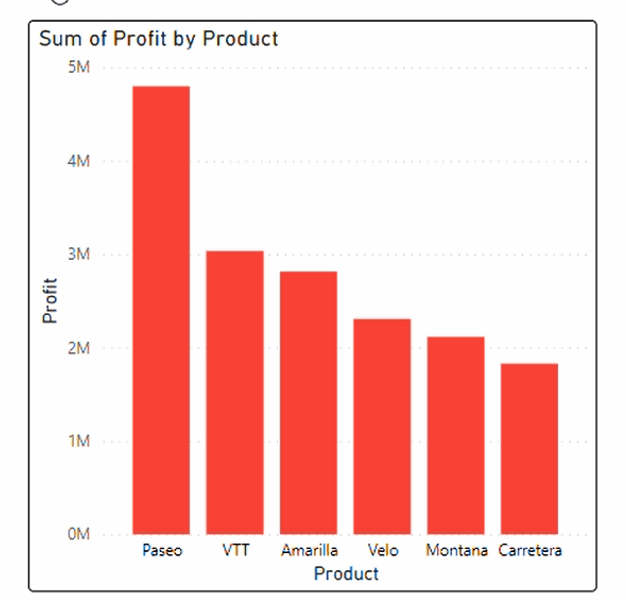 Sum of Profit by Product
5M
4M
3M
2M
1M
0M
Profit
Paseo VTT Amarilla Velo Montana Carretera
Product